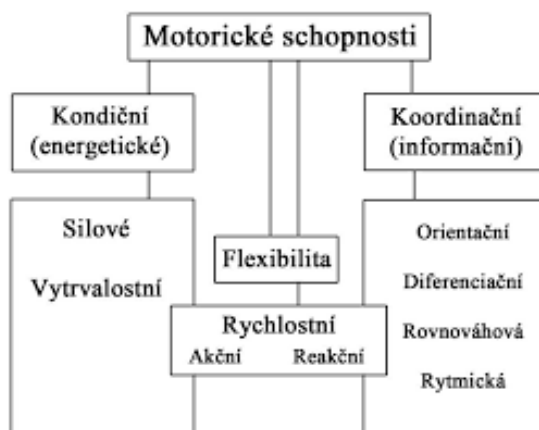 Motorické schopnosti
Kondiční
(energetické)
Koordinační
(informační)
Silové
Vytrvalostní
Flexibilita
Rychlostní
Akční Reakční
Orientační
Diferenciační
Rovnováhová
Rytmická